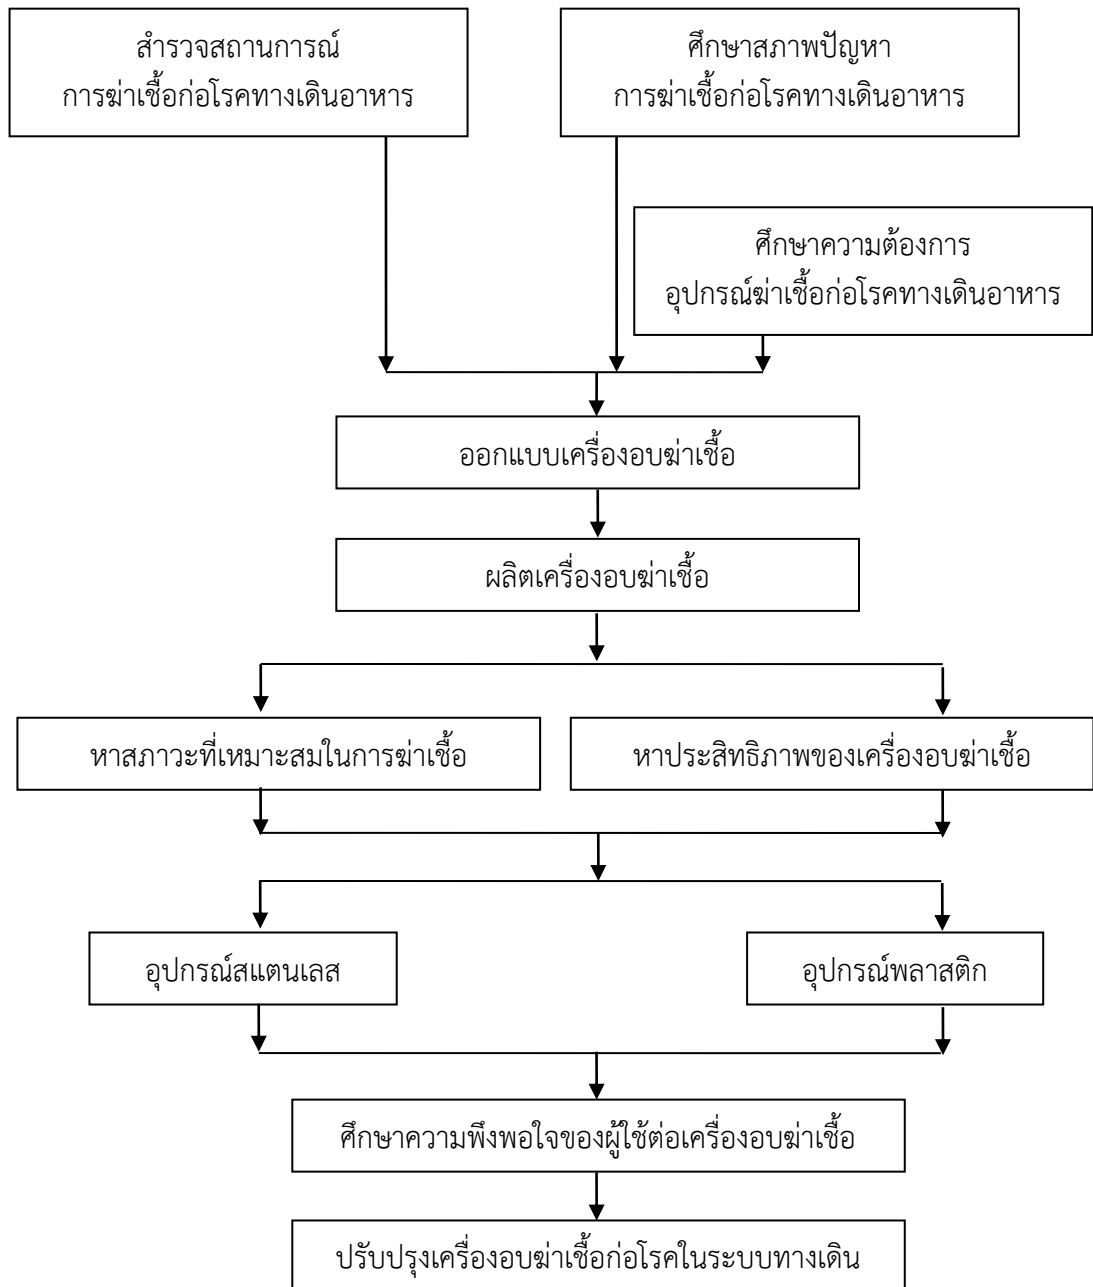 สำรวจสถานการณ์
การฆ่าเชื้อก่อโรคทางเดินอาหาร
ศึกษาสภาพปัญหา
การฆ่าเชื้อก่อโรคทางเดินอาหาร
ศึกษาความต้องการ
อุปกรณ์ฆ่าเชื้อก่อโรคทางเดินอาหาร
ออกแบบเครื่องอบฆ่าเชื้อ
ผลิตเครื่องอบฆ่าเชื้อ
หาสภาวะที่เหมาะสมในการฆ่าเชื้อ
หาประสิทธิภาพของเครื่องอบฆ่าเชื้อ
อุปกรณ์สแตนเลส
อุปกรณ์พลาสติก
ศึกษาความพึงพอใจของผู้ใช้ต่อเครื่องอบฆ่าเชื้อ
ปรับปรุงเครื่องอบฆ่าเชื้อก่อโรคในระบบทางเดิน